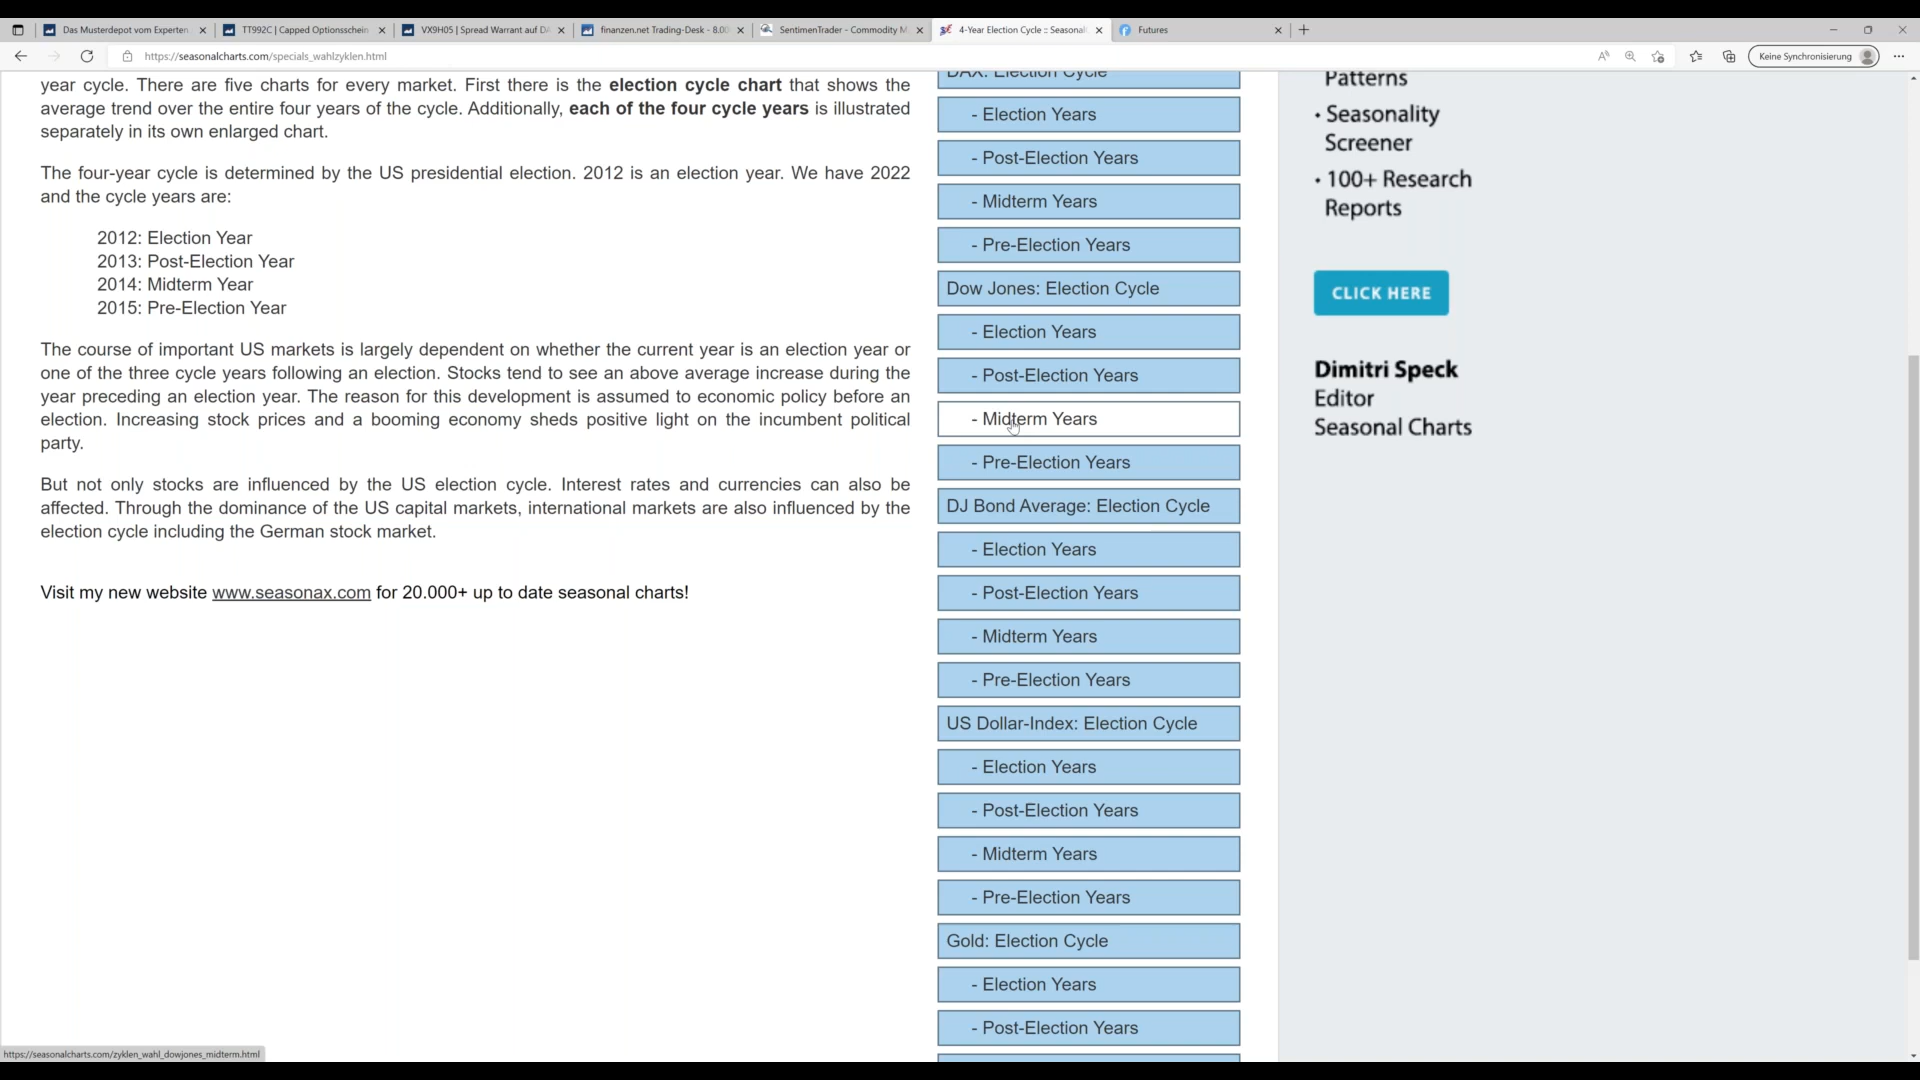 Das Musterdepot vom Experten
TT992C | Capped Optionsschein
VX9H05 | Spread Warrant auf DA
finanzen.net Trading-Desk - 8.00
SentimenTrader - Commodity M
4-Year Election Cycle :: Seasonal
Futures
https://seasonalcharts.com/specials_wahlzyklen.html
Keine Synchronisierung
year cycle. There are five charts for every market. First there is the election cycle chart that shows the
average trend over the entire four years of the cycle. Additionally, each of the four cycle years is illustrated
separately in its own enlarged chart.
The four-year cycle is determined by the US presidential election. 2012 is an election year. We have 2022
and the cycle years are:
2012: Election Year
2013: Post-Election Year
2014: Midterm Year
2015: Pre-Election Year
The course of important US markets is largely dependent on whether the current year is an election year or
one of the three cycle years following an election. Stocks tend to see an above average increase during the
year preceding an election year. The reason for this development is assumed to economic policy before an
election. Increasing stock prices and a booming economy sheds positive light on the incumbent political
party.
But not only stocks are influenced by the US election cycle. Interest rates and currencies can also be
affected. Through the dominance of the US capital markets, international markets are also influenced by the
election cycle including the German stock market.
Visit my new website www.seasonax.com for 20.000+ up to date seasonal charts!
DAX: Election Cycle
- Election Years
- Post-Election Years
- Midterm Years
- Pre-Election Years
Dow Jones: Election Cycle
- Election Years
- Post-Election Years
- Midterm Years
- Pre-Election Years
DJ Bond Average: Election Cycle
- Election Years
- Post-Election Years
- Midterm Years
- Pre-Election Years
US Dollar-Index: Election Cycle
- Election Years
- Post-Election Years
- Midterm Years
- Pre-Election Years
Gold: Election Cycle
- Election Years
- Post-Election Years
Patterns
• Seasonality
Screener
• 100+ Research
Reports
CLICK HERE
Dimitri Speck
Editor
Seasonal Charts
https://seasonalcharts.com/zyklen_wahl_dowjones_midterm.html